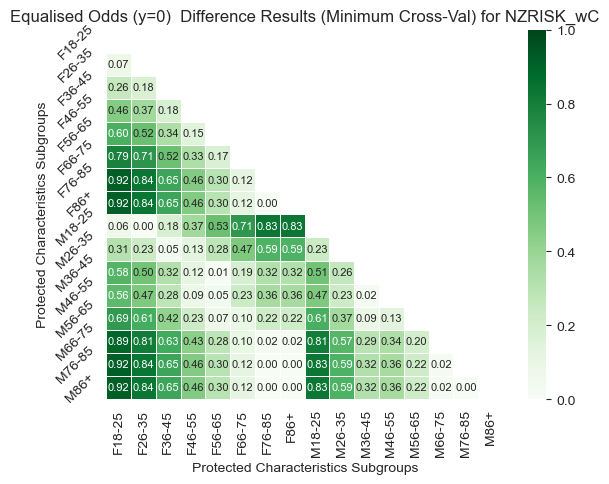 Equalised Odds (y=0)  Difference Results (Minimum Cross-Val) for NZRISK_wC
Protected Characteristics Subgroups
F18-25
F26-35
0.07
F36-45
0.26 0.18
F46-55
0.46 0.37 0.18
F56-65
0.60 0.52 0.34 0.15
F66-75
0.79 0.71 0.52 0.33 0.17
F76-85
0.92 0.84 0.65 0.46 0.30 0.12
F86+
0.92 0.84 0.65 0.46 0.30 0.12 0.00
M18-25
0.06 0.00 0.18 0.37 0.53 0.71 0.83 0.83
M26-35
0.31 0.23 0.05 0.13 0.28 0.47 0.59 0.59 0.23
M36-45
0.58 0.50 0.32 0.12 0.01 0.19 0.32 0.32 0.51 0.26
M46-55
0.56 0.47 0.28 0.09 0.05 0.23 0.36 0.36 0.47 0.23 0.02
M56-65
0.69 0.61 0.42 0.23 0.07 0.10 0.22 0.22 0.61 0.37 0.09 0.13
M66-75
0.89 0.81 0.63 0.43 0.28 0.10 0.02 0.02 0.81 0.57 0.29 0.34 0.20
M76-85
0.92 0.84 0.65 0.46 0.30 0.12 0.00 0.00 0.83 0.59 0.32 0.36 0.22 0.02
M86+
0.92 0.84 0.65 0.46 0.30 0.12 0.00 0.00 0.83 0.59 0.32 0.36 0.22 0.02 0.00
F18-25 F26-35 F36-45 F46-55 F56-65 F66-75 F76-85 F86+ M18-25 M26-35 M36-45 M46-55 M56-65 M66-75 M76-85 M86+
Protected Characteristics Subgroups
1.0
0.8
0.6
0.4
0.2
0.0